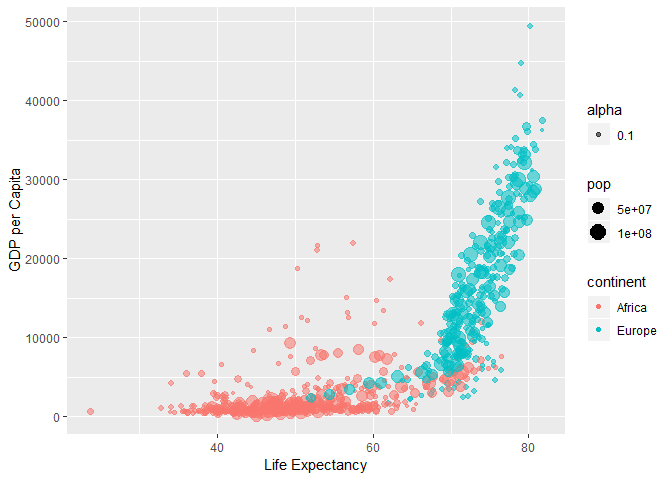 50000
40000
30000
20000
10000
0
GDP per Capita
40
60
80
Life Expectancy
alpha
0.1
pop
5e+07
1e+08
continent
Africa
Europe